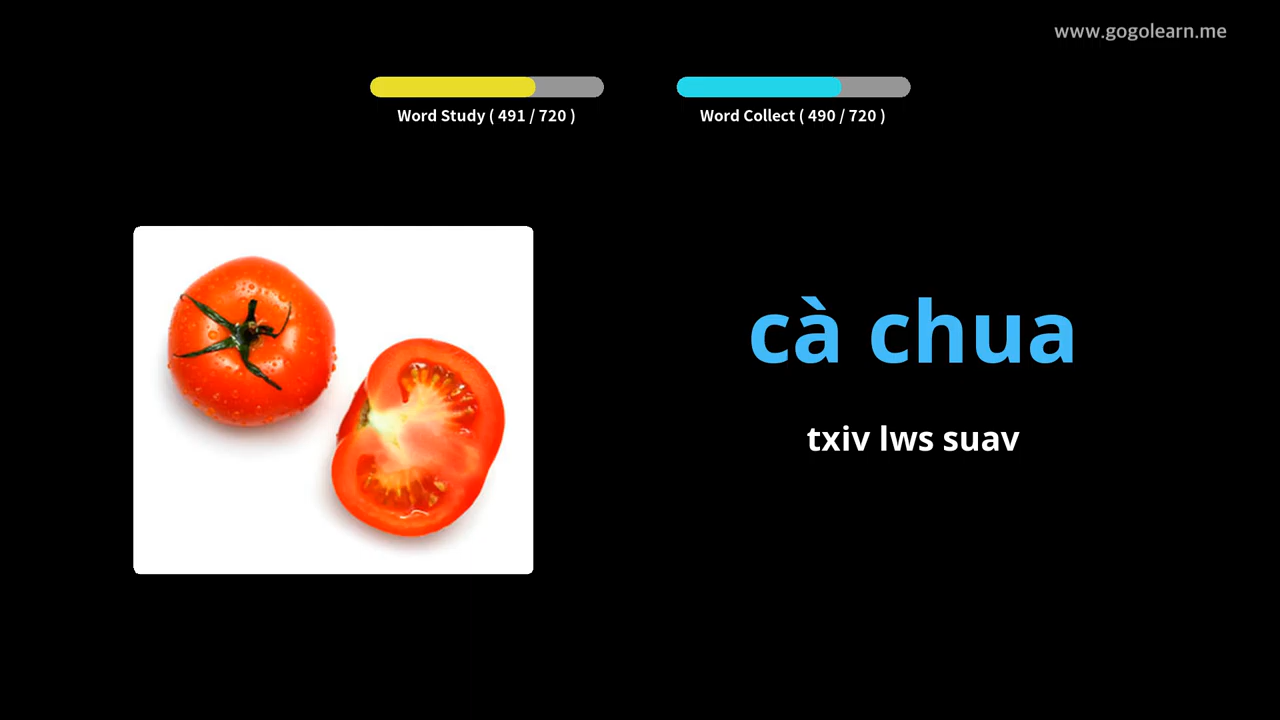 www.gogolearn.me
Word Study ( 491 / 720 )
Word Collect ( 490 / 720 )
cà chua
txiv lws suav